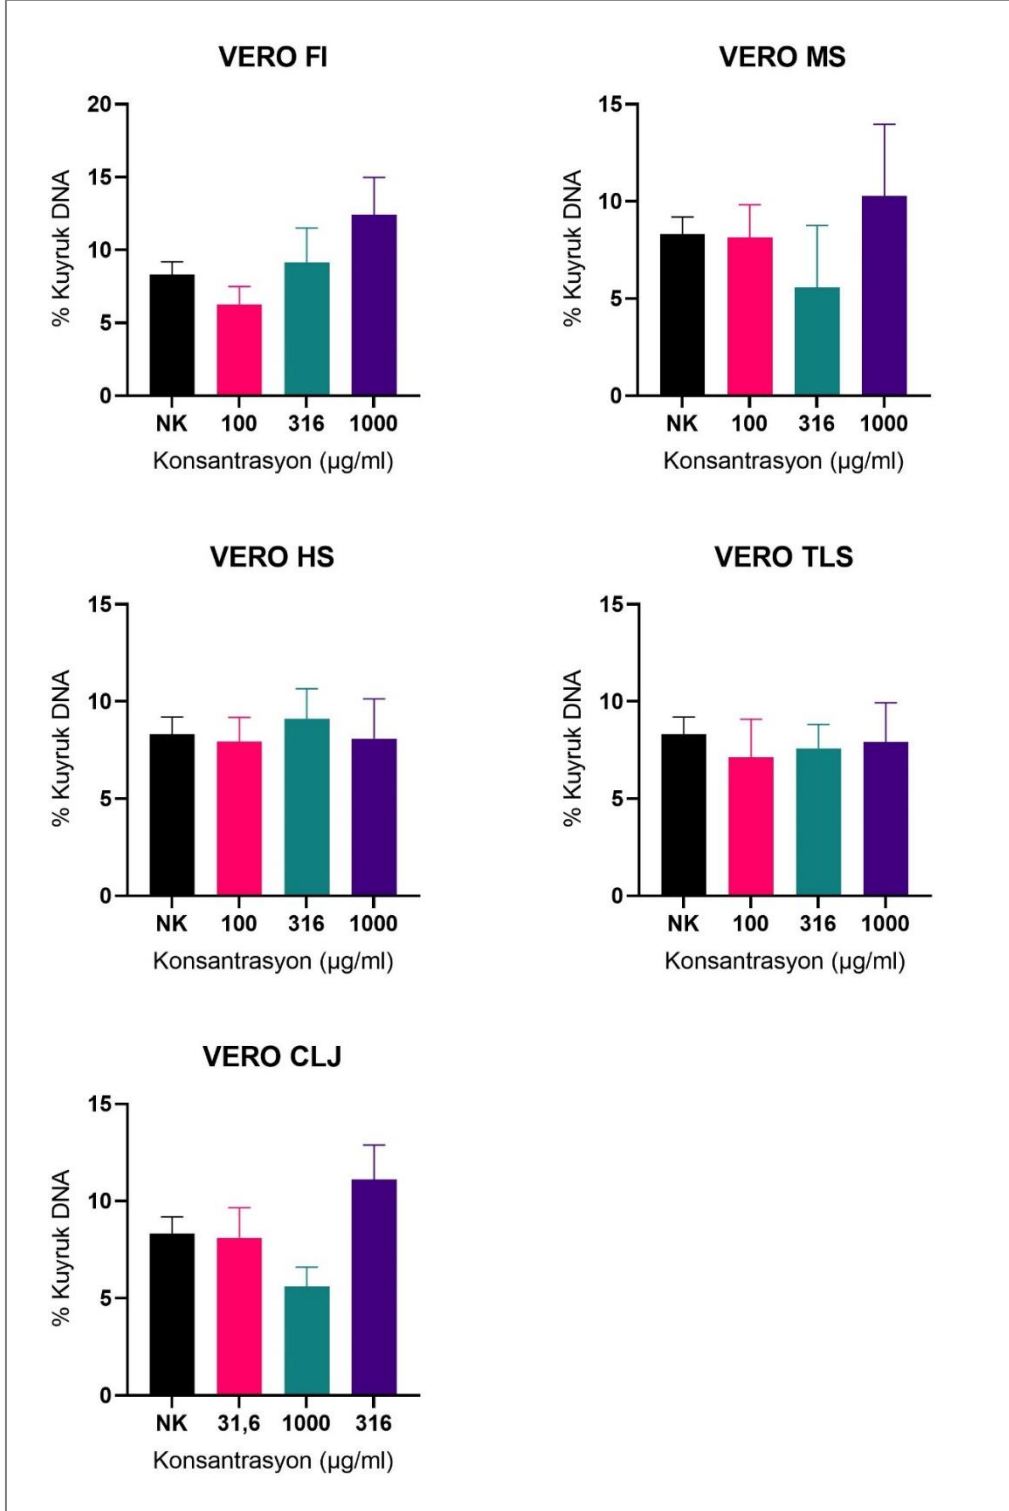 VERO FI
% Kuyruk DNA
20
15
10
5
0
NK 100 316 1000
Konsantrasyon (µg/ml)
VERO MS
% Kuyruk DNA
15
10
5
0
NK 100 316 1000
Konsantrasyon (µg/ml)
VERO HS
% Kuyruk DNA
15
10
5
0
NK 100 316 1000
Konsantrasyon (µg/ml)
VERO TLS
% Kuyruk DNA
15
10
5
0
NK 100 316 1000
Konsantrasyon (µg/ml)
VERO CLJ
% Kuyruk DNA
15
10
5
0
NK 31,6 1000 316
Konsantrasyon (µg/ml)